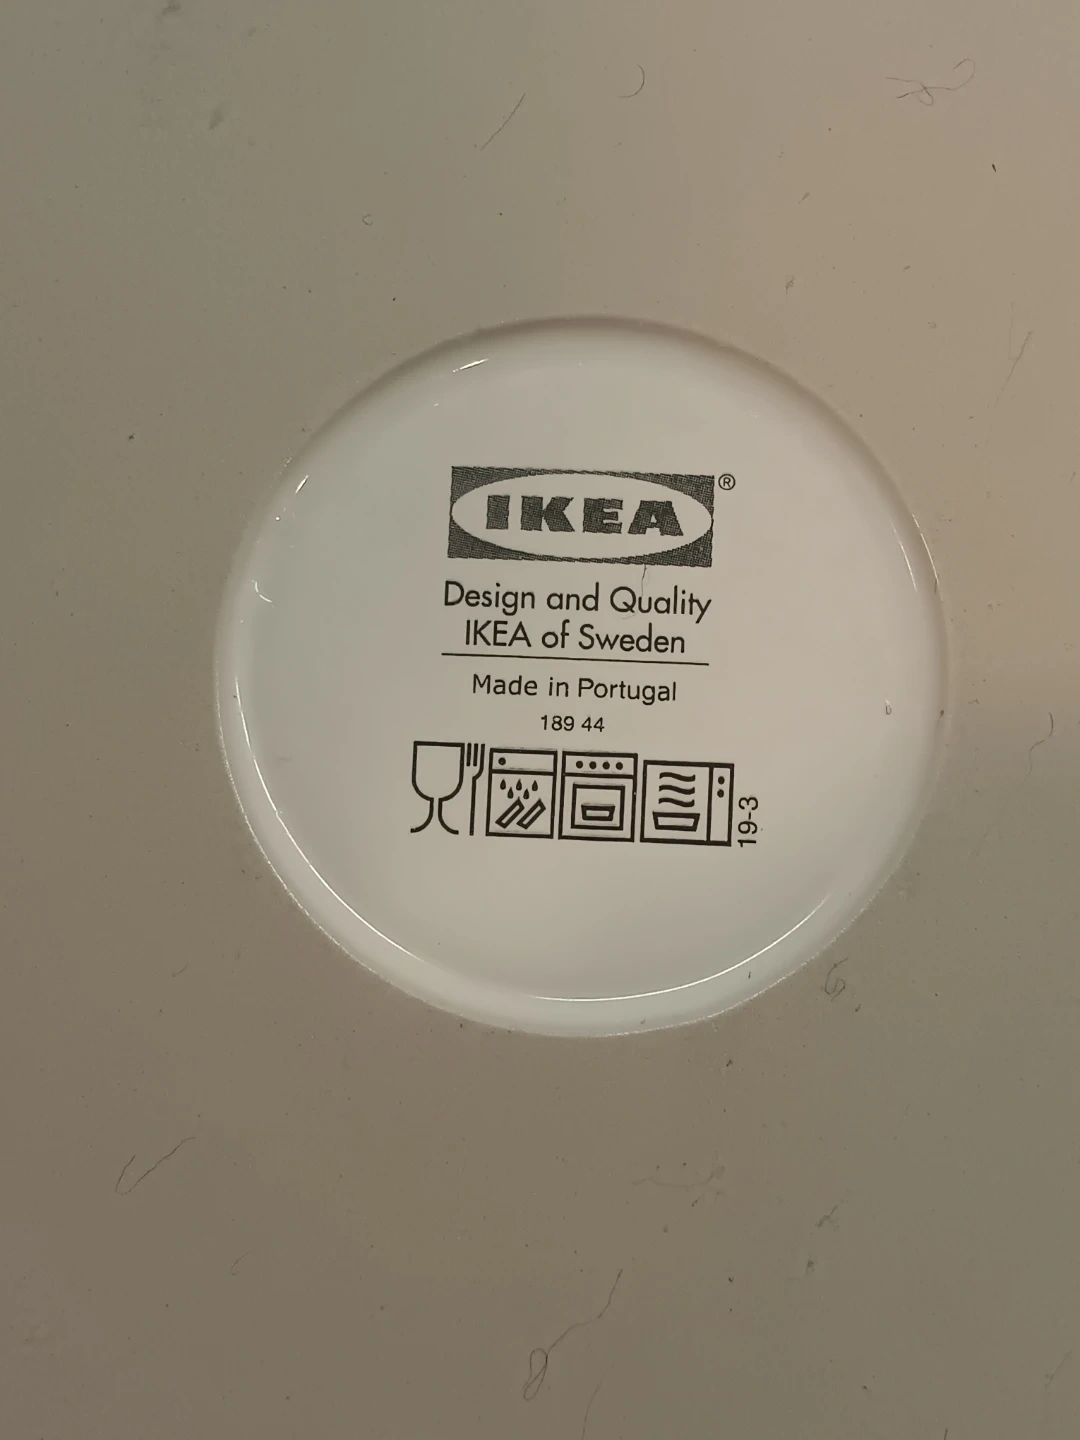 IKEA®
Design and Quality
IKEA of Sweden
Made in Portugal
189 44
19-3